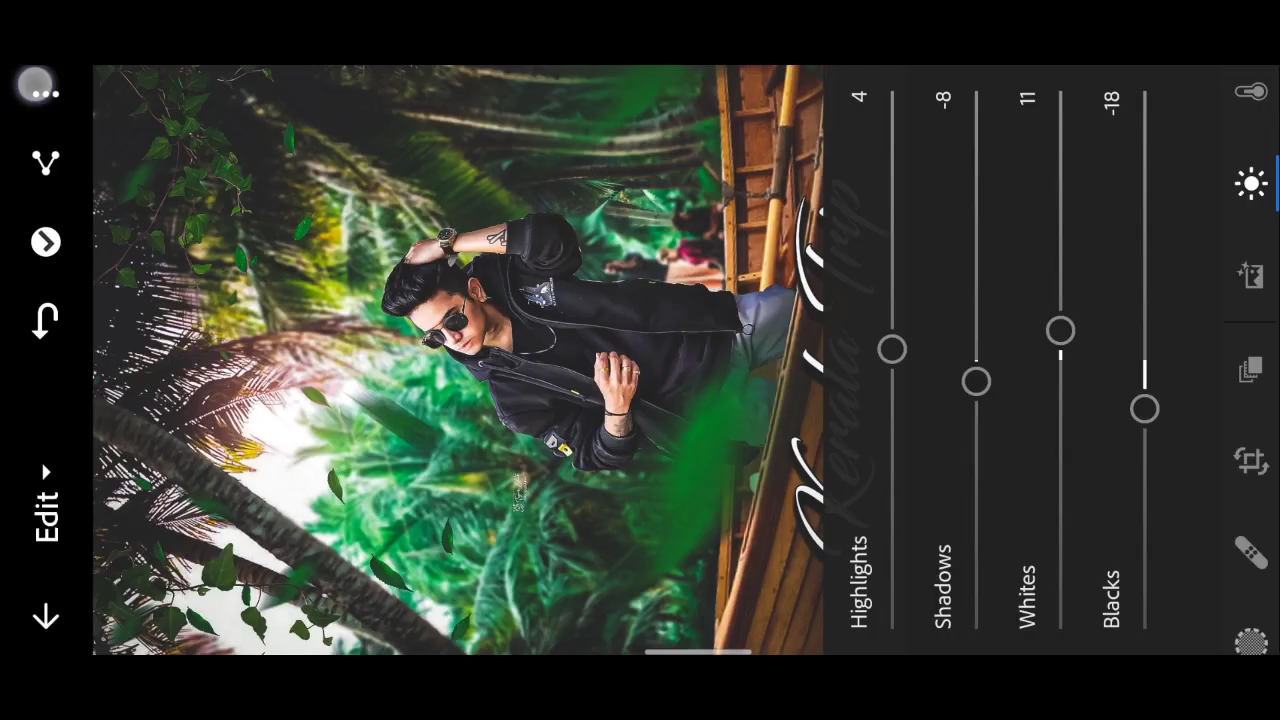 Edit
Kerala Trip
Highlights 4
Shadows -8
Whites 11
Blacks -18